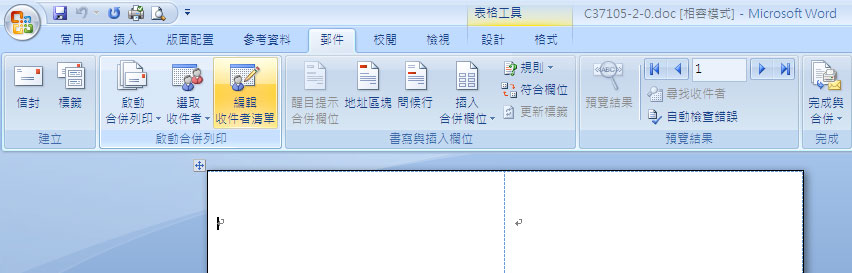 表格工具
C37105-2-0.doc [相容模式] - Microsoft Word
常用 插入 版面配置 參考資料 郵件 校閱 檢視 設計 格式
信封
標籤
建立
啟動
合併列印
選取
收件者
編輯
收件者清單
啟動合併列印
醒目提示
合併欄位
地址區塊
問候行
插入
合併欄位
規則
符合欄位
更新標籤
書寫與插入欄位
ABC
預覽結果
1
尋找收件者
自動檢查錯誤
預覽結果
完成與
合併
完成